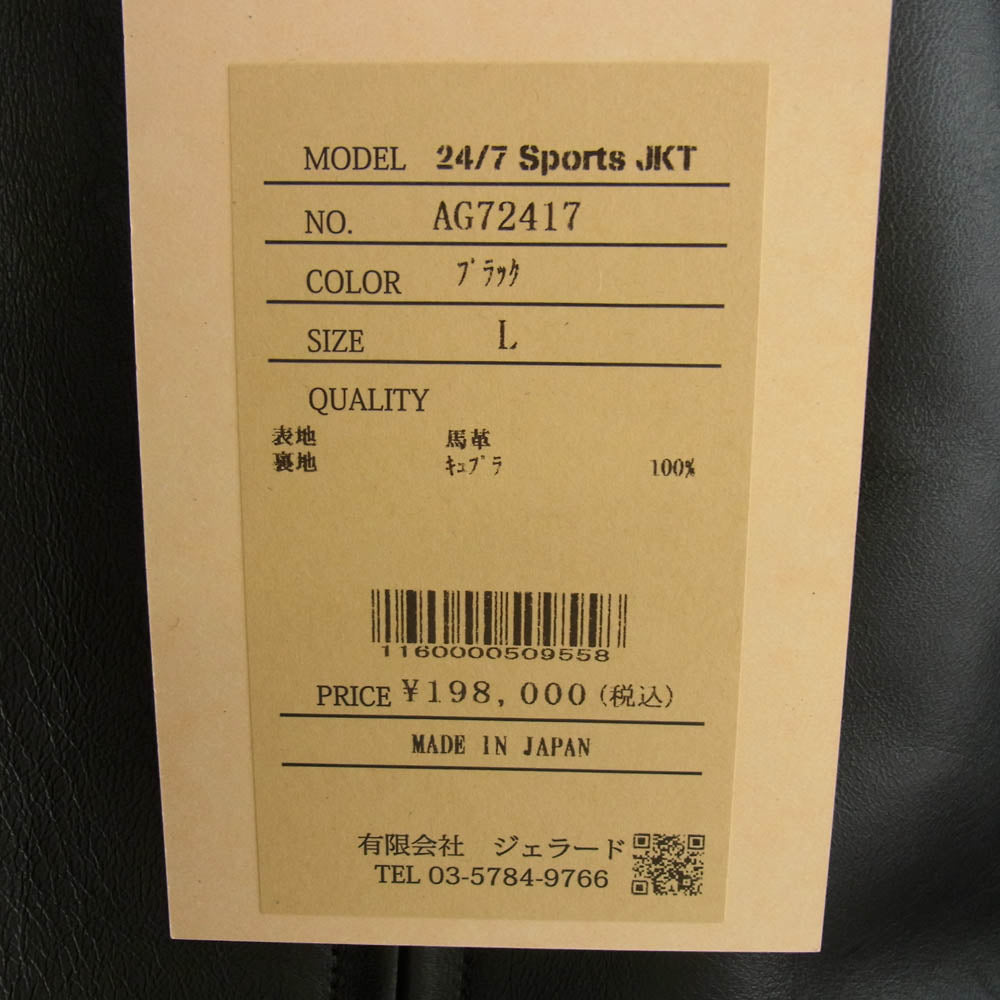 MODEL 24/7 Sports JKT
NO. AG72417
COLOR ﾌﾞﾗｯｸ
SIZE L
QUALITY
表地 馬革
裏地 ｷｭﾌﾟﾗ 100%
1160000509558
PRICE ¥198,000(税込)
MADE IN JAPAN
有限会社 ジェラード
TEL 03-5784-9766